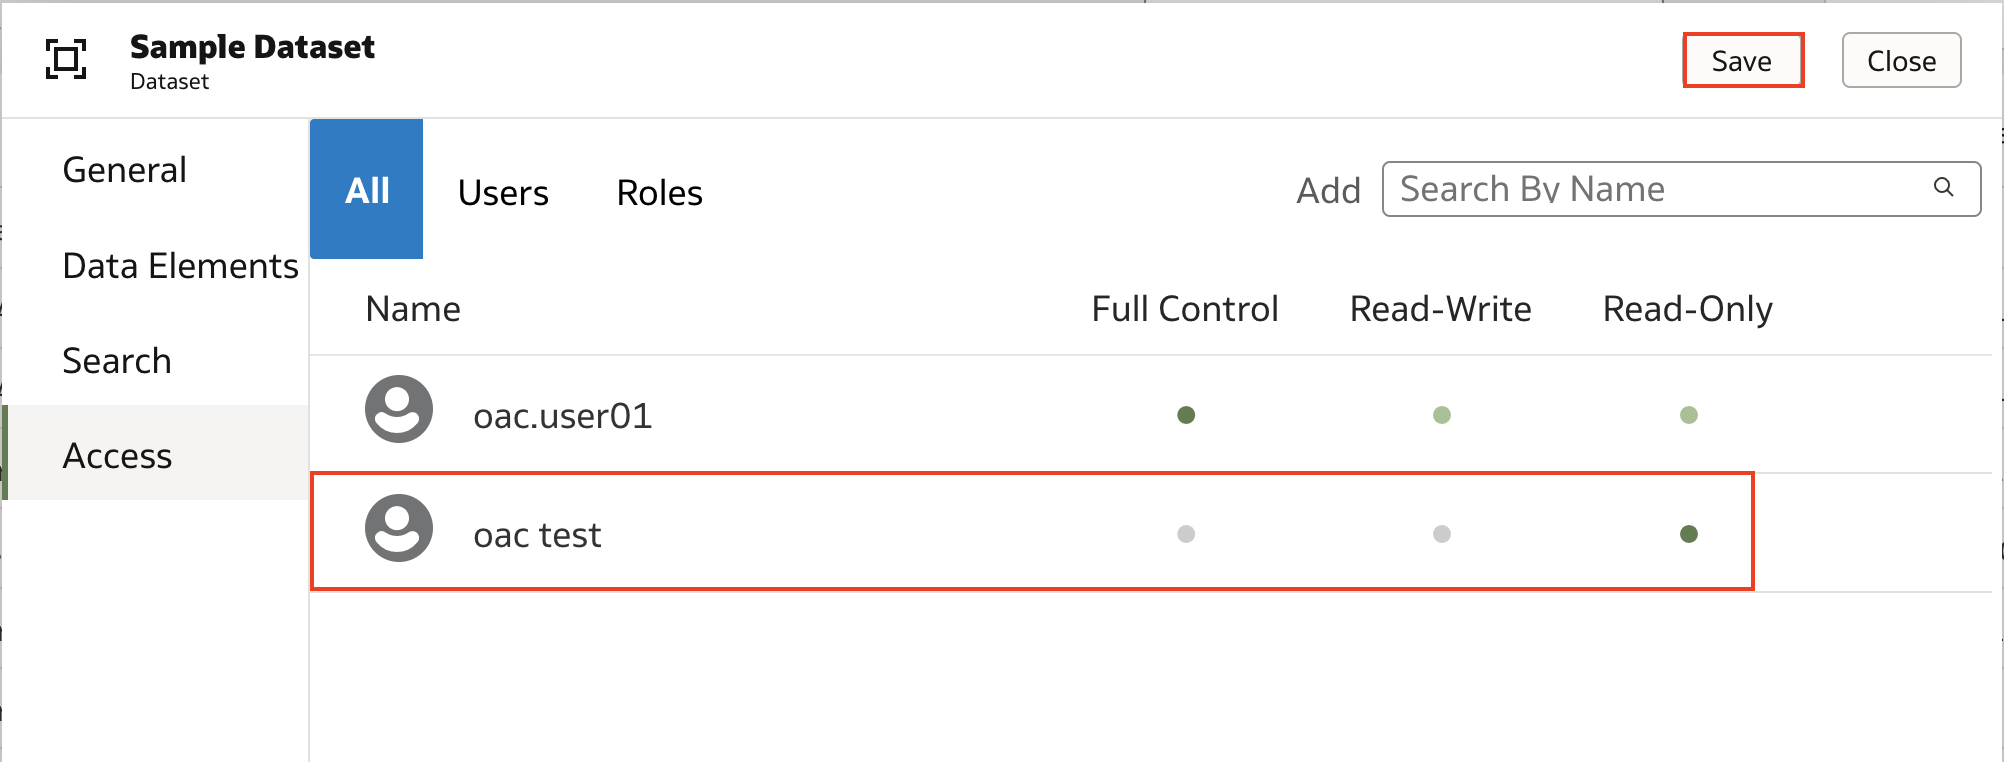 Sample Dataset
Dataset
Save
Close
General
Data Elements
Search
Access
All
Users
Roles
Add
Search By Name
Name
Full Control
Read-Write
Read-Only
oac.user01
oac test